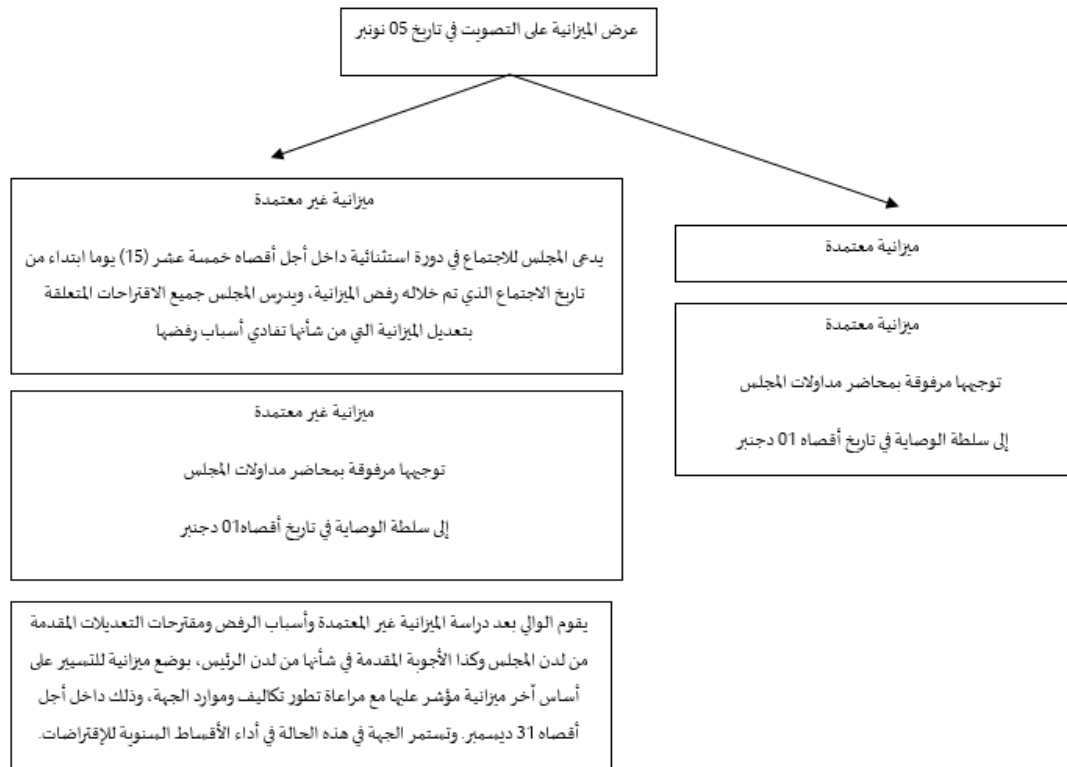 عرض الميزانية على التصويت في تاريخ 05 نونبر
ميزانية غير معتمدة
يدعى المجلس للاجتماع في دورة استثنائية داخل أجل أقصاه خمسة عشر (15) يوما ابتداء من
تاريخ الاجتماع الذي تم خلاله رفض الميزانية، ويدرس المجلس جميع الاقتراحات المتعلقة
بتعديل الميزانية التي من شأنها تفادي أسباب رفضها
ميزانية غير معتمدة
توجيهها مرفوقة بمحاضر مداولات المجلس
إلى سلطة الوصاية في تاريخ أقصاه01 دجنبر
يقوم الوالي بعد دراسة الميزانية غير المعتمدة وأسباب الرفض ومقترحات التعديلات المقدمة
من لدن المجلس وكذا الأجوبة المقدمة في شأنها من لدن الرئيس، بوضع ميزانية للتسيير على
أساس آخر ميزانية مؤشر عليها مع مراعاة تطور تكاليف وموارد الجهة، وذلك داخل أجل
أقصاه 31 ديسمبر. وتستمر الجهة في هذه الحالة في أداء الأقساط السنوية للإقتراضات.
ميزانية معتمدة
ميزانية معتمدة
توجيهها مرفوقة بمحاضر مداولات المجلس
إلى سلطة الوصاية في تاريخ أقصاه 01 دجنبر